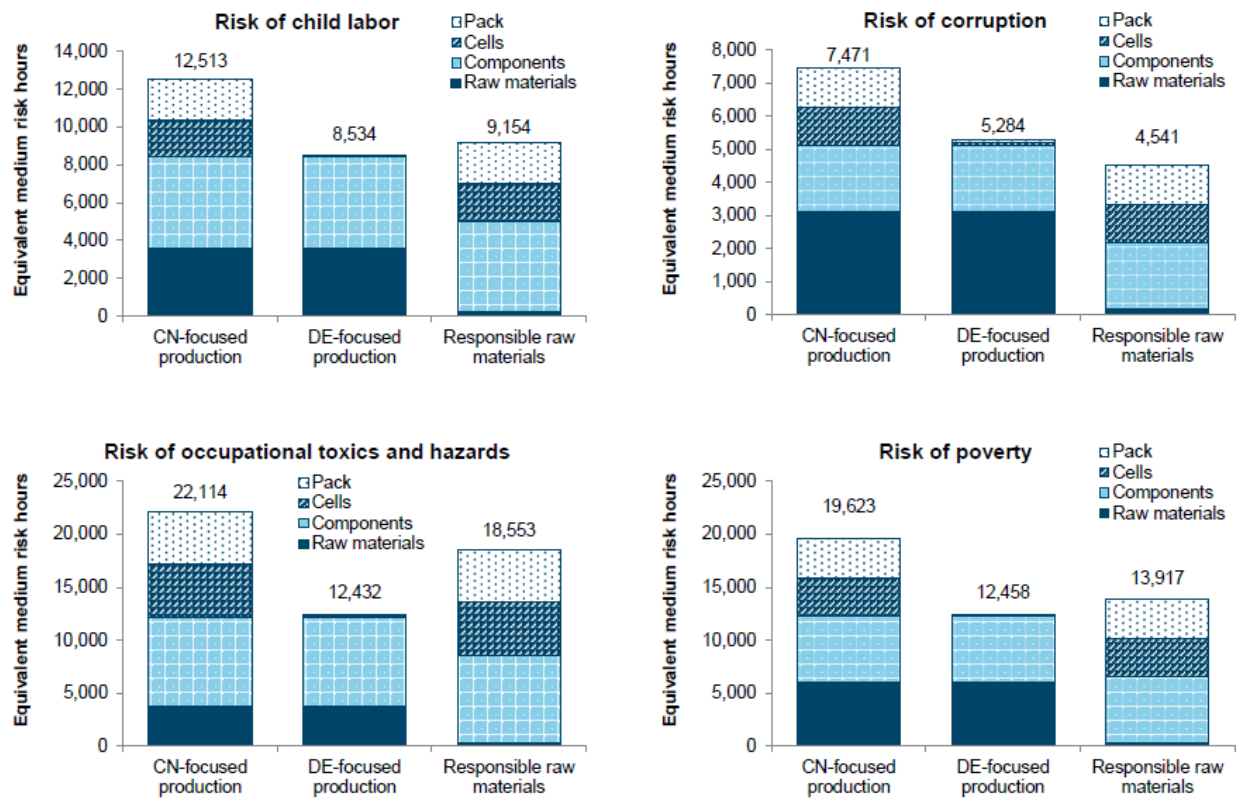 Risk of child labor
Equivalent medium risk hours
14,000
12,000
10,000
8,000
6,000
4,000
2,000
0
12,513
8,534
9,154
Pack
Cells
Components
Raw materials
CN-focused
production
DE-focused
production
Responsible raw
materials
Risk of corruption
Equivalent medium risk hours
8,000
7,000
6,000
5,000
4,000
3,000
2,000
1,000
0
7,471
5,284
4,541
Pack
Cells
Components
Raw materials
CN-focused
production
DE-focused
production
Responsible raw
materials
Risk of occupational toxics and hazards
Equivalent medium risk hours
25,000
20,000
15,000
10,000
5,000
0
22,114
12,432
18,553
Pack
Cells
Components
Raw materials
CN-focused
production
DE-focused
production
Responsible raw
materials
Risk of poverty
Equivalent medium risk hours
25,000
20,000
15,000
10,000
5,000
0
19,623
12,458
13,917
Pack
Cells
Components
Raw materials
CN-focused
production
DE-focused
production
Responsible raw
materials